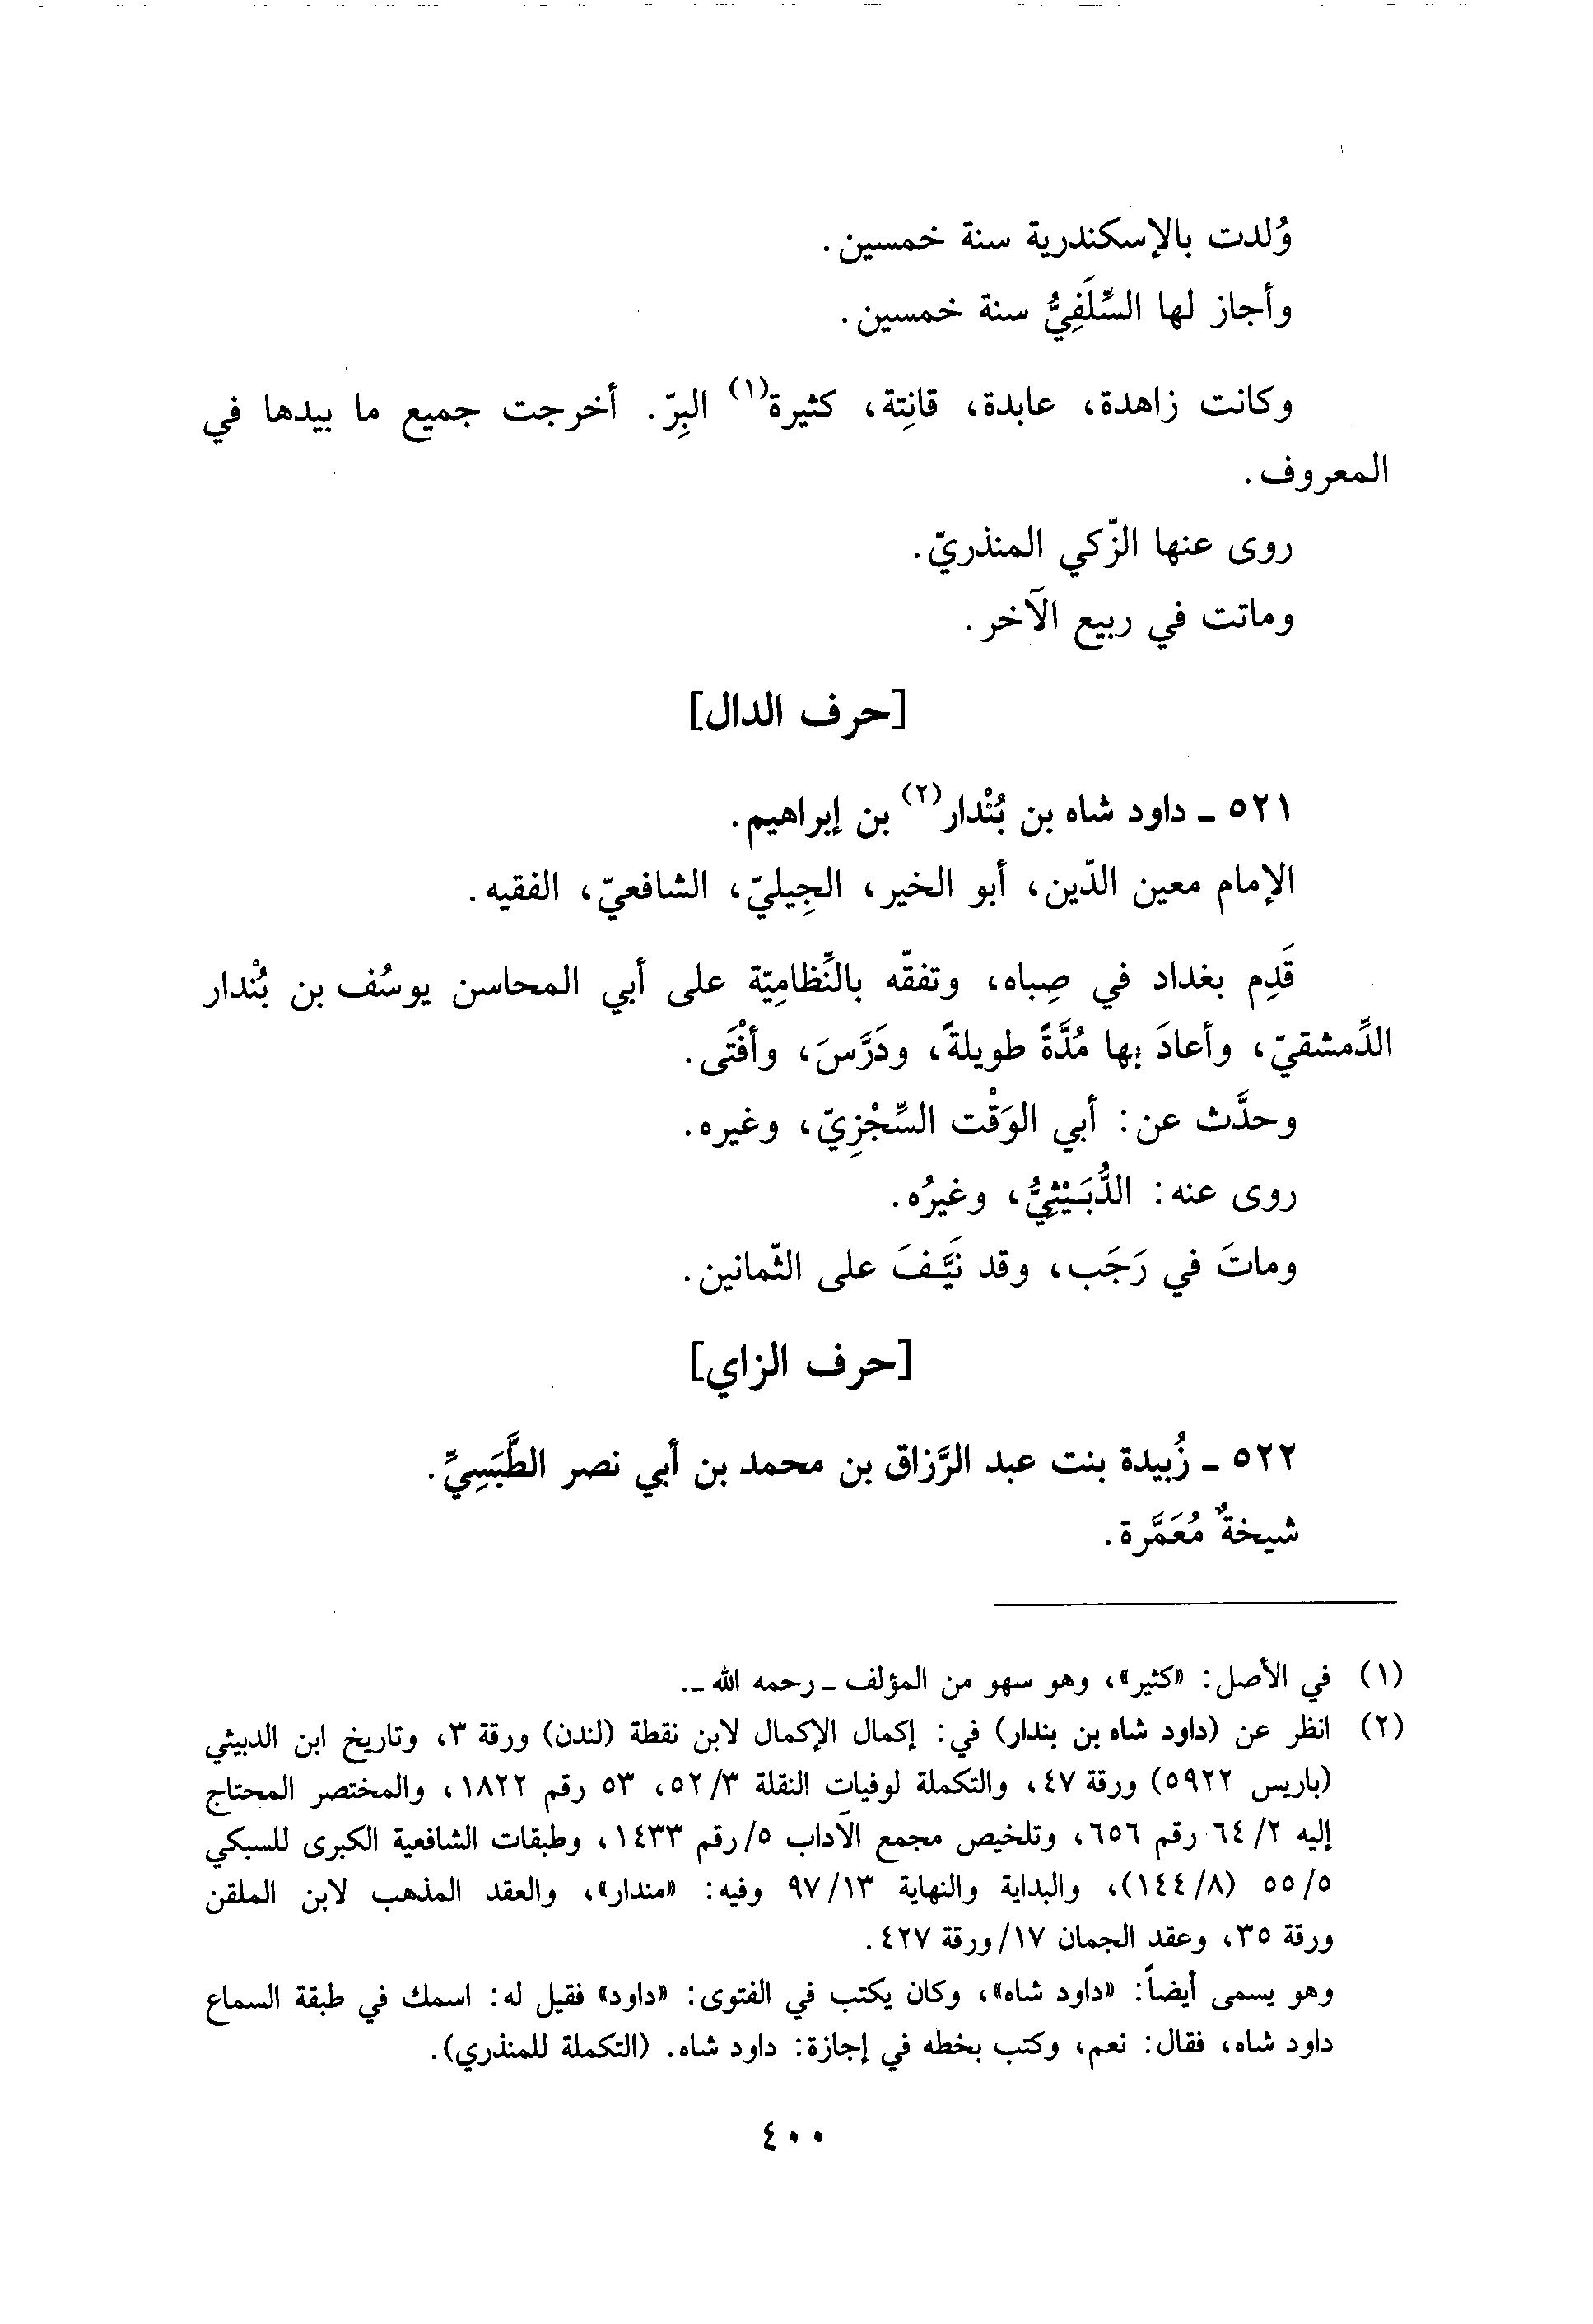 وُلدت بالإسكندرية سنة خمسين.
وأجاز لها السِّلَفِيُّ سنة خمسين.
وكانت زاهدة، عابدة، قانِتة، كثيرة(١) البِرّ. أخرجت جميع ما بيدها في
المعروف.
روى عنها الزّكي المنذريّ.
وماتت في ربيع الآخر.
[حرف الدال]
٥٢١ ـ داود شاه بن بُنْدار(٢) بن إبراهيم.
الإمام معين الدّين، أبو الخير، الجِيليّ، الشافعيّ، الفقيه.
قَدِم بغداد في صِباه، وتفقّه بالنِّظامِيّة على أبي المحاسن يوسُف بن بُنْدار
الدِّمشقيّ، وأعادَ بها مُدَّةً طويلةً، ودَرَّسَ، وأفْتَى.
وحدَّث عن: أبي الوَقْت السِّجْزِيّ، وغيره.
روى عنه: الدُّبَيْثِيُّ، وغيرُه.
وماتَ في رَجَب، وقد نَيَّفَ على الثّمانين.
[حرف الزاي]
٥٢٢ ـ زُبيدة بنت عبد الرَّزاق بن محمد بن أبي نصر الطَّبَسِيِّ.
شيخةٌ مُعَمَّرة.
(١) في الأصل: «كثير»، وهو سهو من المؤلف ـ رحمه الله ـ.
(٢) انظر عن (داود شاه بن بندار) في: إكمال الإكمال لابن نقطة (لندن) ورقة ٣، وتاريخ ابن الدبيثي
(باريس ٥٩٢٢) ورقة ٤٧، والتكملة لوفيات النقلة ٥٢/٣، ٥٣ رقم ١٨٢٢، والمختصر المحتاج
إليه ٦٤/٢ رقم ٦٥٦، وتلخيص مجمع الآداب ٥/رقم ١٤٣٣، وطبقات الشافعية الكبرى للسبكي
٥٥/٥ (١٤٤/٨)، والبداية والنهاية ٩٧/١٣ وفيه: «مندار»، والعقد المذهب لابن الملقن
ورقة ٣٥، وعقد الجمان ١٧/ورقة ٤٢٧.
وهو يسمى أيضاً: «داود شاه»، وكان يكتب في الفتوى: «داود» فقيل له: اسمك في طبقة السماع
داود شاه، فقال: نعم، وكتب بخطه في إجازة: داود شاه. (التكملة للمنذري).
٤٠٠